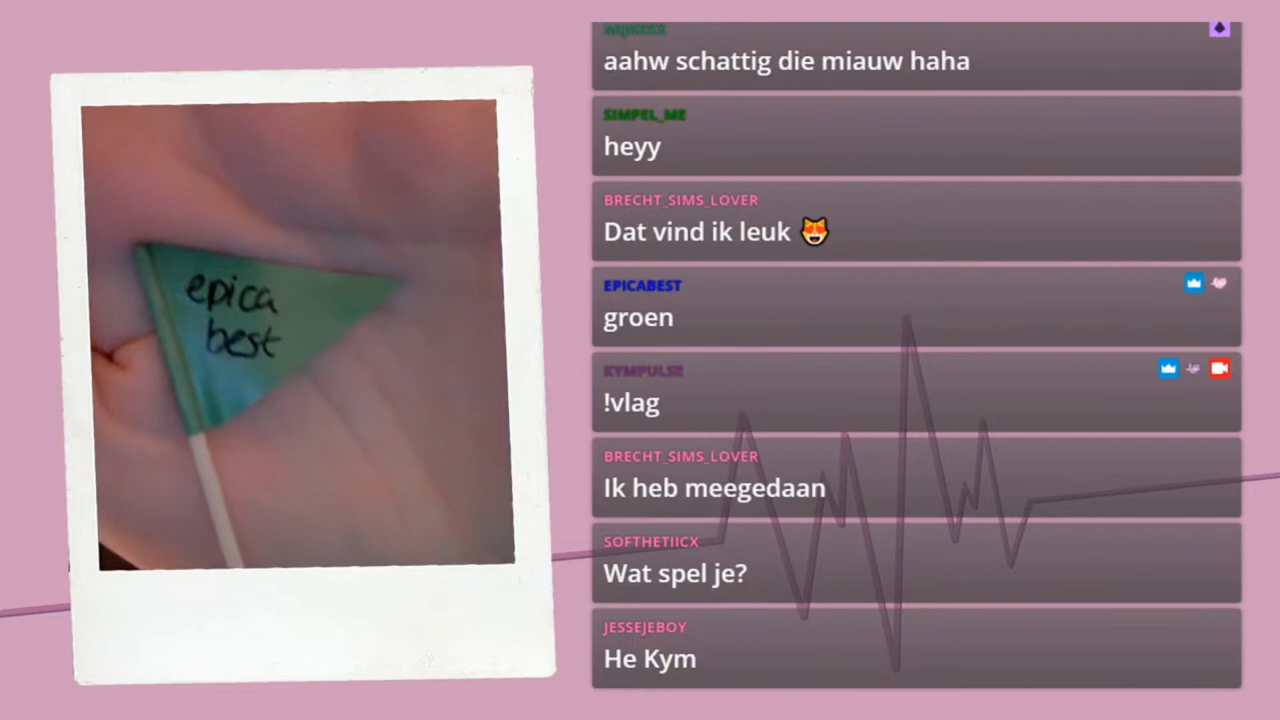 epica
best
aahw schattig die miauw haha
SIMPEL_ME
heyy
BRECHT_SIMS_LOVER
Dat vind ik leuk 😻
EPICABEST
groen
KYMPULSE
!vlag
BRECHT_SIMS_LOVER
Ik heb meegedaan
SOFTHETIICX
Wat spel je?
JESSEJEBOY
He Kym